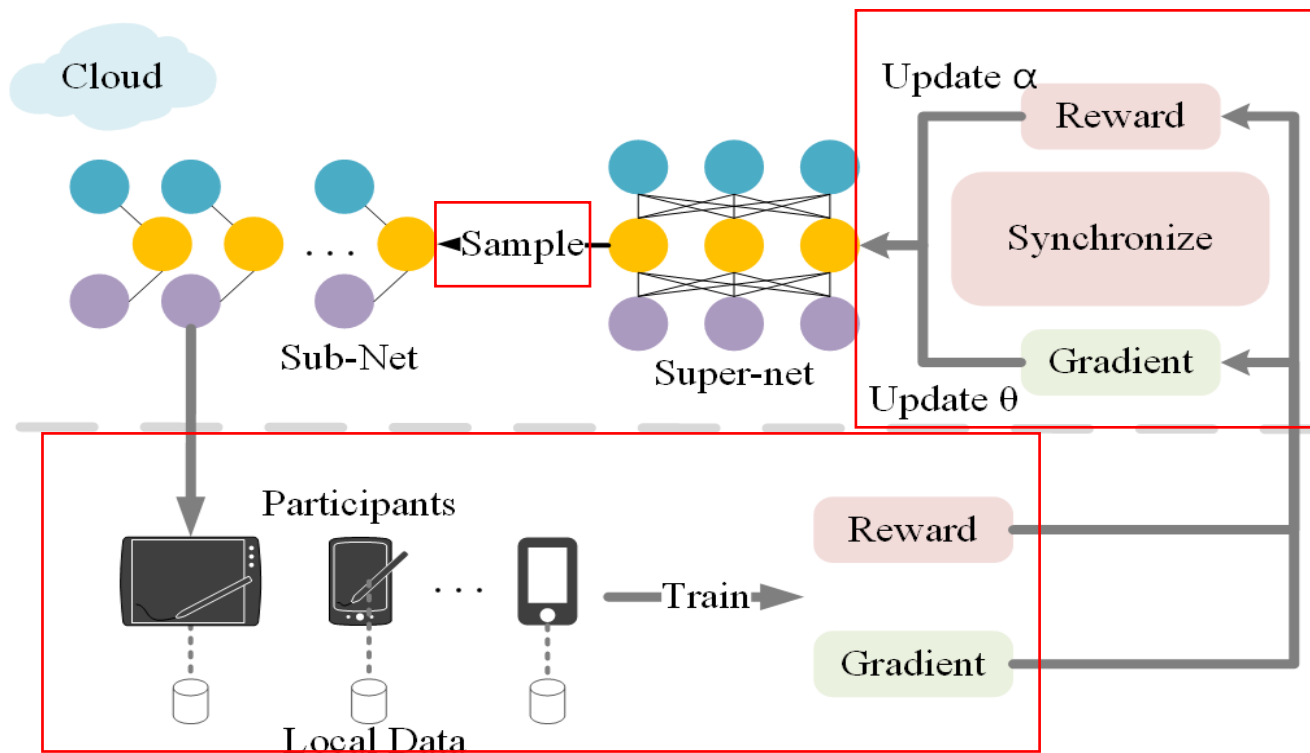 Cloud
Update α
Reward
Sample
Synchronize
. . .
Sub-Net
Super-net
Gradient
Update θ
Participants
Reward
. . .
Train
Gradient
Local Data